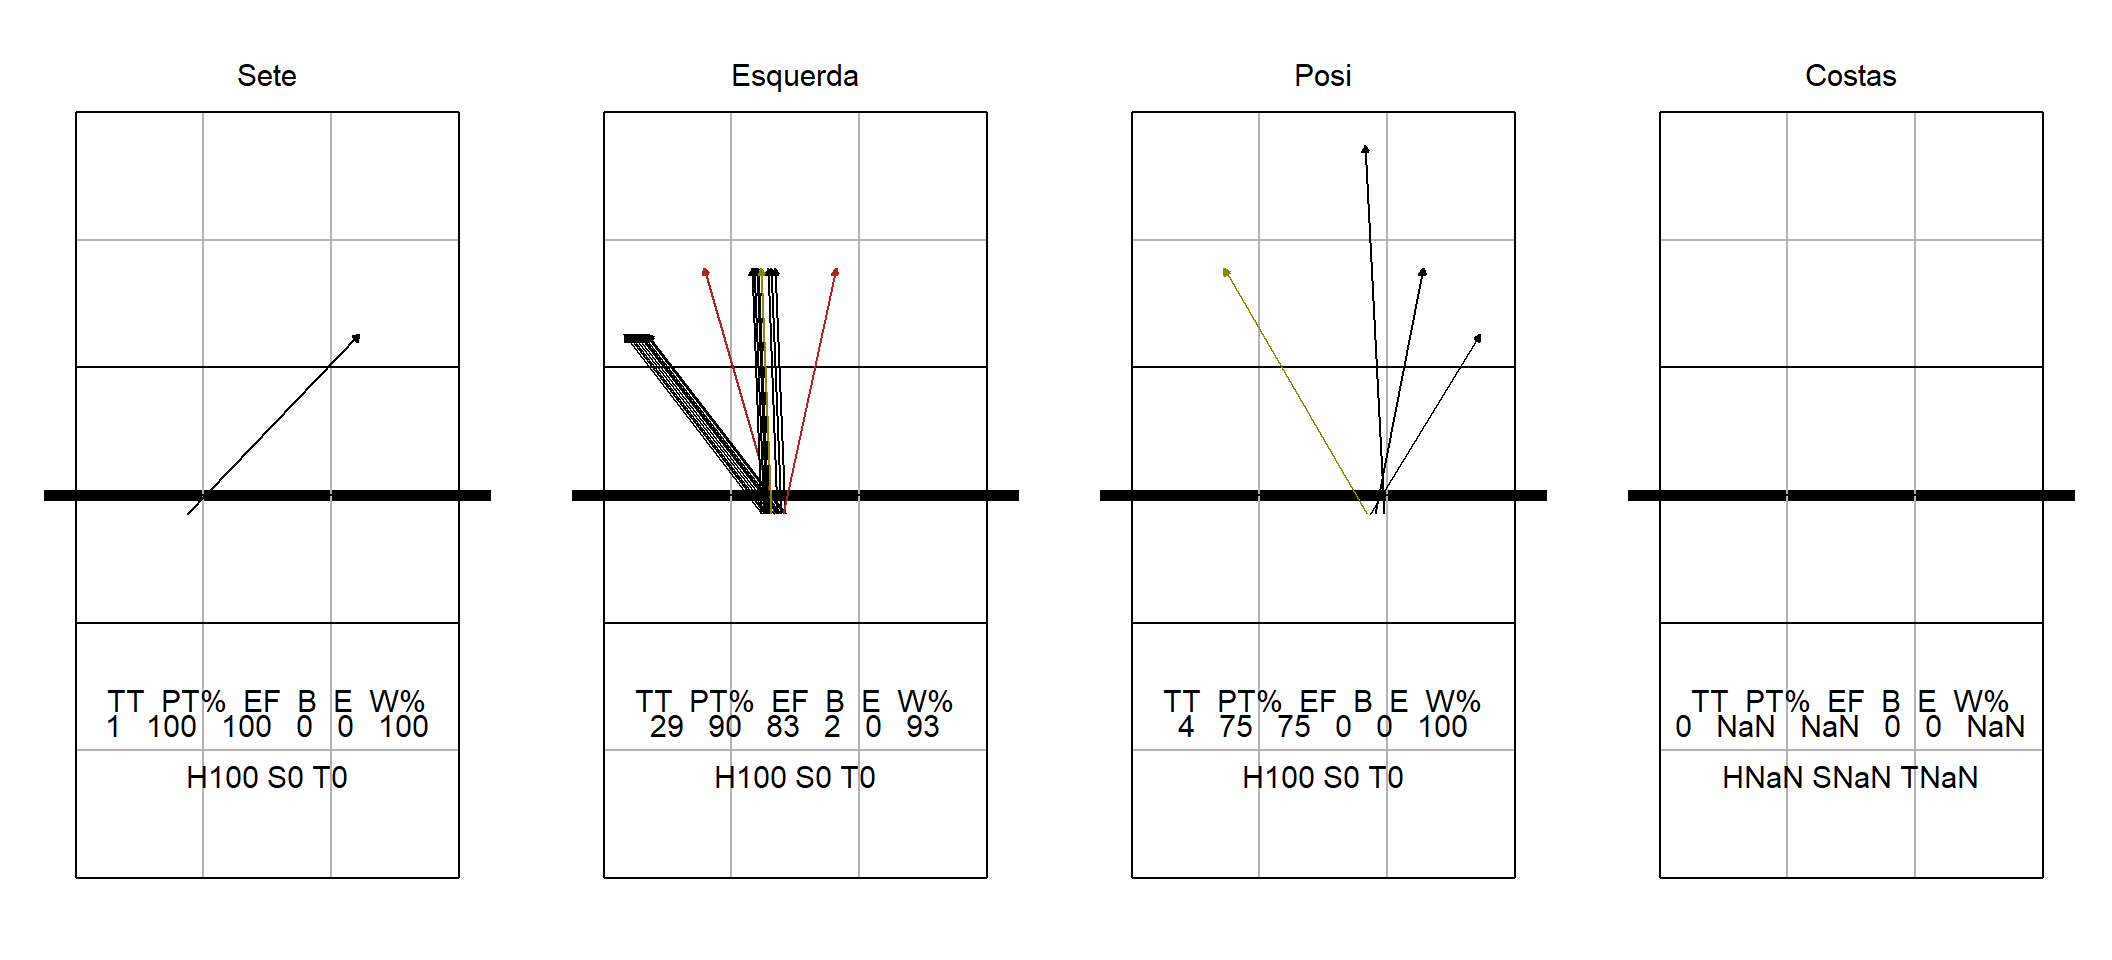 Sete
TT PT% EF B E W%
1 100 100 0 0 100
H100 S0 T0
Esquerda
TT PT% EF B E W%
29 90 83 2 0 93
H100 S0 T0
Posi
TT PT% EF B E W%
4 75 75 0 0 100
H100 S0 T0
Costas
TT PT% EF B E W%
0 NaN NaN 0 0 NaN
HNaN SNaN TNaN